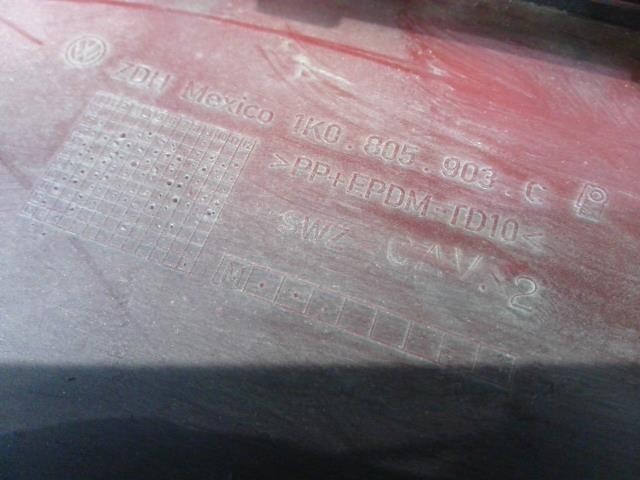 ZDH Mexico 1K0.805.903.C
>PP+EPDM-TD10<
SWZ CAV. 2
M